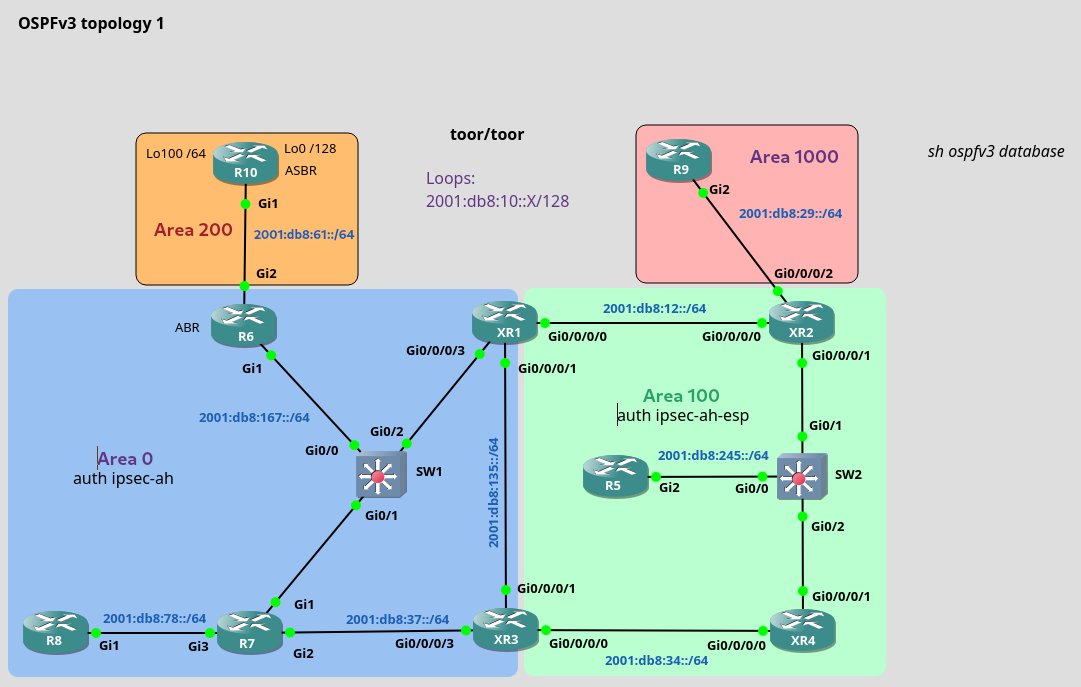 OSPFv3 topology 1
toor/toor
Loops:
2001:db8:10::X/128
sh ospfv3 database
Lo100 /64
Lo0 /128
R10
ASBR
Gi1
Area 200
2001:db8:61::/64
Gi2
R9
Area 1000
Gi2
2001:db8:29::/64
Gi0/0/0/2
ABR
R6
Gi1
XR1
Gi0/0/0/0
2001:db8:12::/64
Gi0/0/0/0
XR2
Gi0/0/0/3
Gi0/0/0/1
Gi0/0/0/1
2001:db8:167::/64
Gi0/2
Gi0/0
SW1
Gi0/1
Area 0
auth ipsec-ah
2001:db8:135::/64
Area 100
auth ipsec-ah-esp
Gi0/1
2001:db8:245::/64
R5
Gi2
Gi0/0
SW2
Gi0/2
Gi0/0/0/1
Gi0/0/0/1
R8
Gi1
2001:db8:78::/64
Gi3
R7
Gi1
Gi2
2001:db8:37::/64
Gi0/0/0/3
XR3
Gi0/0/0/0
2001:db8:34::/64
Gi0/0/0/0
XR4